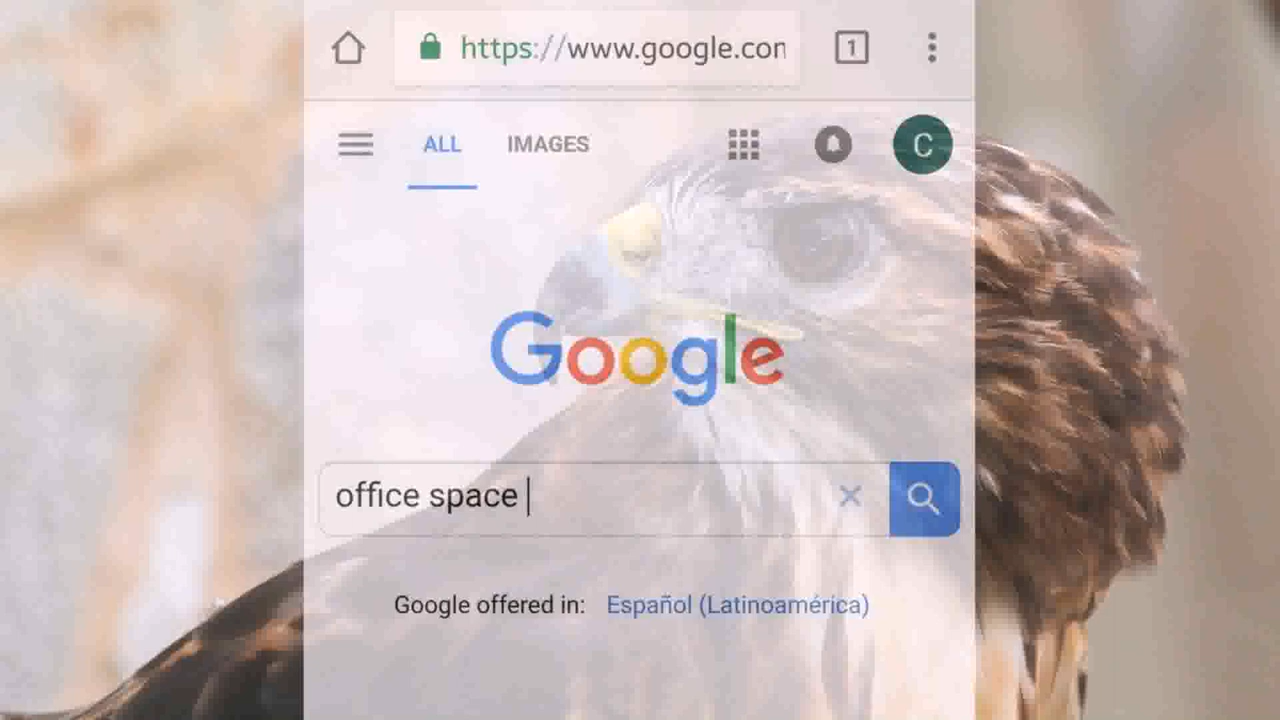 https://www.google.con
1
ALL IMAGES
C
Google
office space
Google offered in: Español (Latinoamérica)